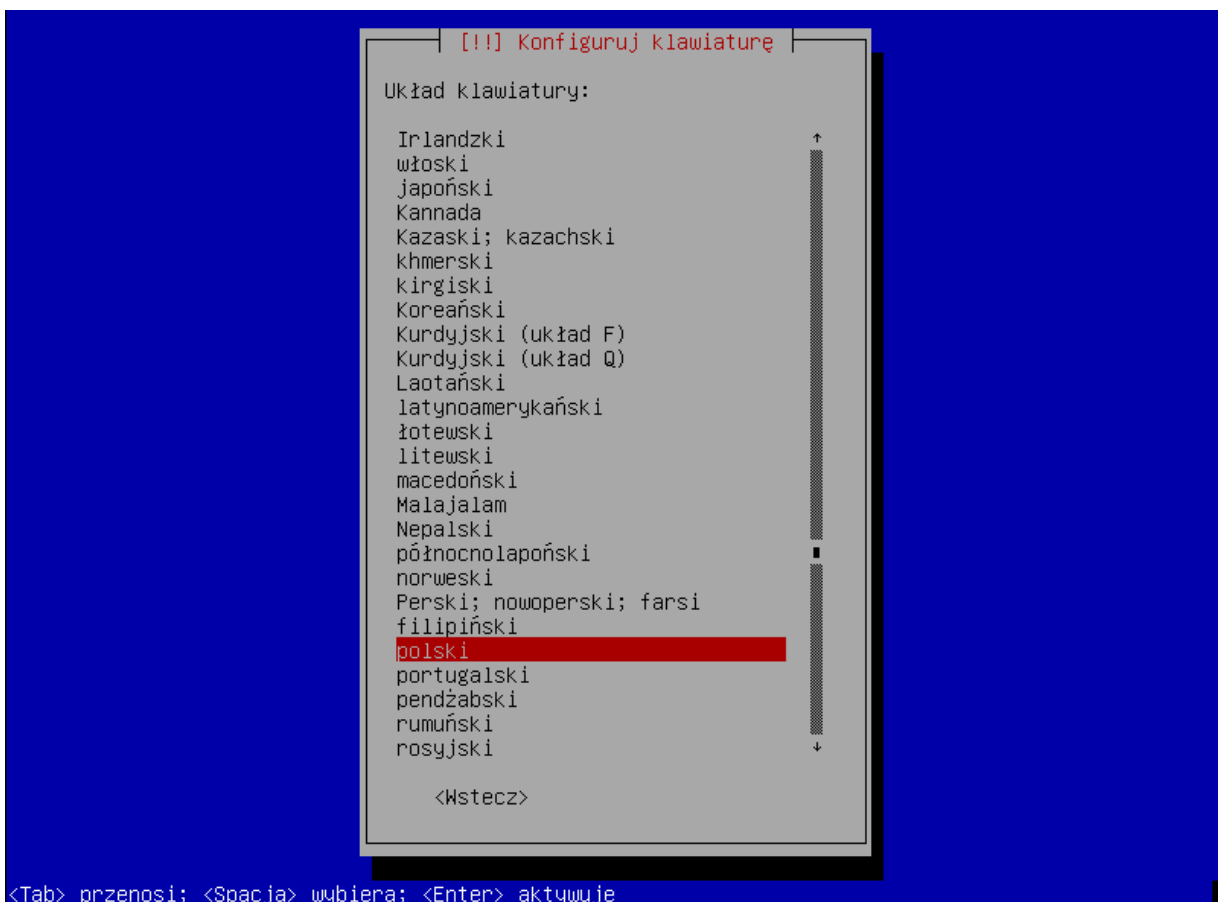 [!!] Konfiguruj klawiaturę
Układ klawiatury:
Irlandzki
włoski
japoński
Kannada
Kazaski; kazachski
khmerski
kirgiski
Koreański
Kurdyjski (układ F)
Kurdyjski (układ Q)
Laotański
latynoamerykański
łotewski
litewski
macedoński
Malajalam
Nepalski
północnolapoński
norweski
Perski; nowoperski; farsi
filipiński
polski
portugalski
pendżabski
rumuński
rosyjski
<Wstecz>
<Tab> przenosi; <Spacja> wybiera; <Enter> aktywuje